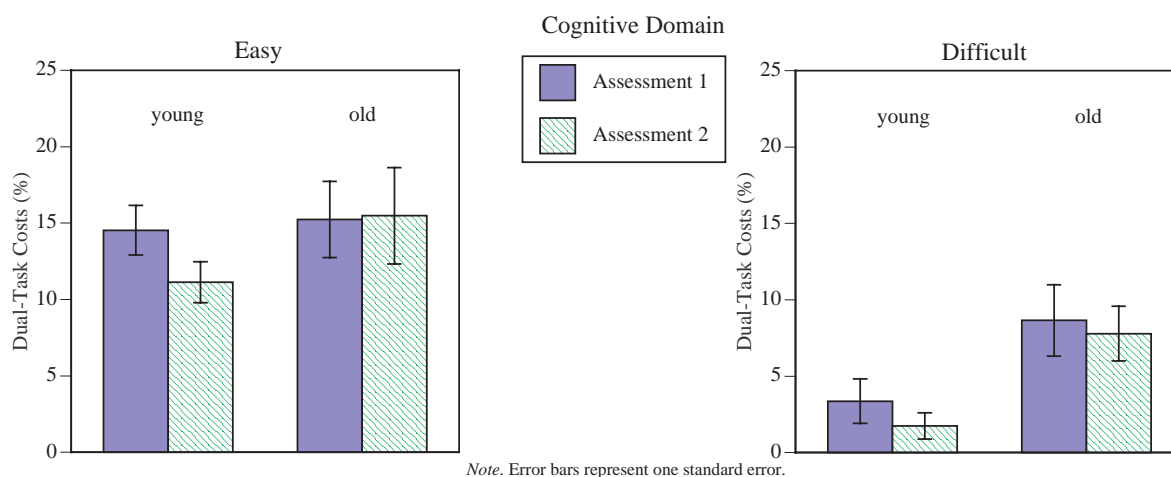 Cognitive Domain
Easy
25
20
15
10
5
0
Dual-Task Costs (%)
young
old
Assessment 1
Assessment 2
Difficult
25
20
15
10
5
0
Dual-Task Costs (%)
young
old
Note. Error bars represent one standard error.